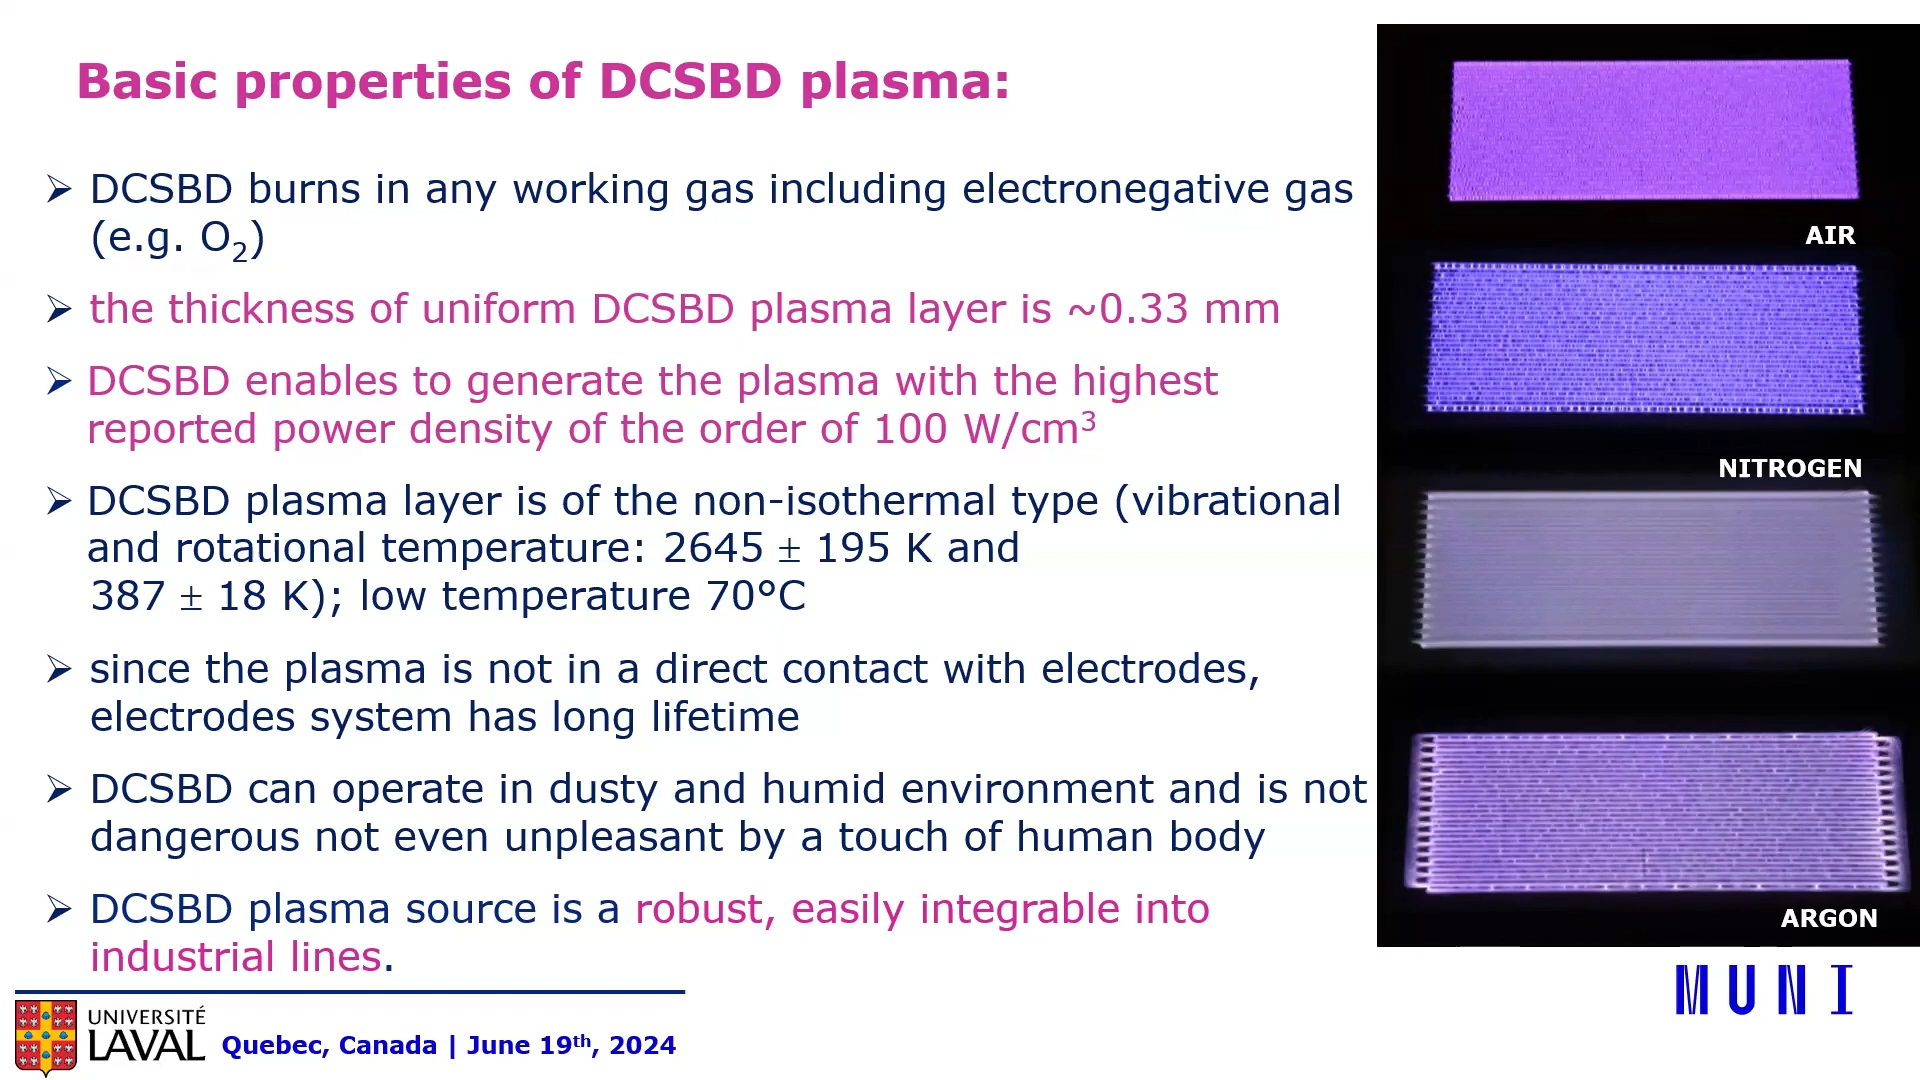 Basic properties of DCSBD plasma:
DCSBD burns in any working gas including electronegative gas
(e.g. O₂)
the thickness of uniform DCSBD plasma layer is ~0.33 mm
DCSBD enables to generate the plasma with the highest
reported power density of the order of 100 W/cm³
DCSBD plasma layer is of the non-isothermal type (vibrational
and rotational temperature: 2645 ± 195 K and
387 ± 18 K); low temperature 70°C
since the plasma is not in a direct contact with electrodes,
electrodes system has long lifetime
DCSBD can operate in dusty and humid environment and is not
dangerous not even unpleasant by a touch of human body
DCSBD plasma source is a robust, easily integrable into
industrial lines.
AIR
NITROGEN
ARGON
MUNI
UNIVERSITÉ
LAVAL
Quebec, Canada | June 19th, 2024